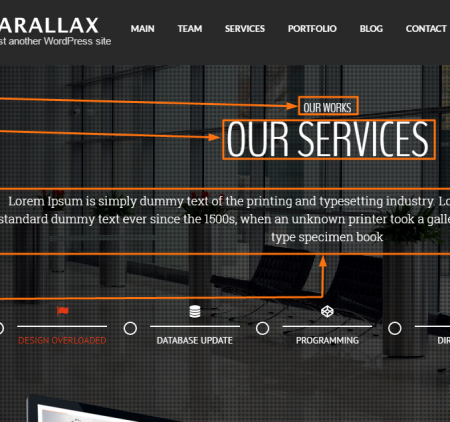 ARALLAX
st another WordPress site
MAIN TEAM SERVICES PORTFOLIO BLOG CONTACT
OUR WORKS
OUR SERVICES
Lorem Ipsum is simply dummy text of the printing and typesetting industry. Lo
standard dummy text ever since the 1500s, when an unknown printer took a galle
type specimen book
DESIGN OVERLOADED DATABASE UPDATE PROGRAMMING DIR